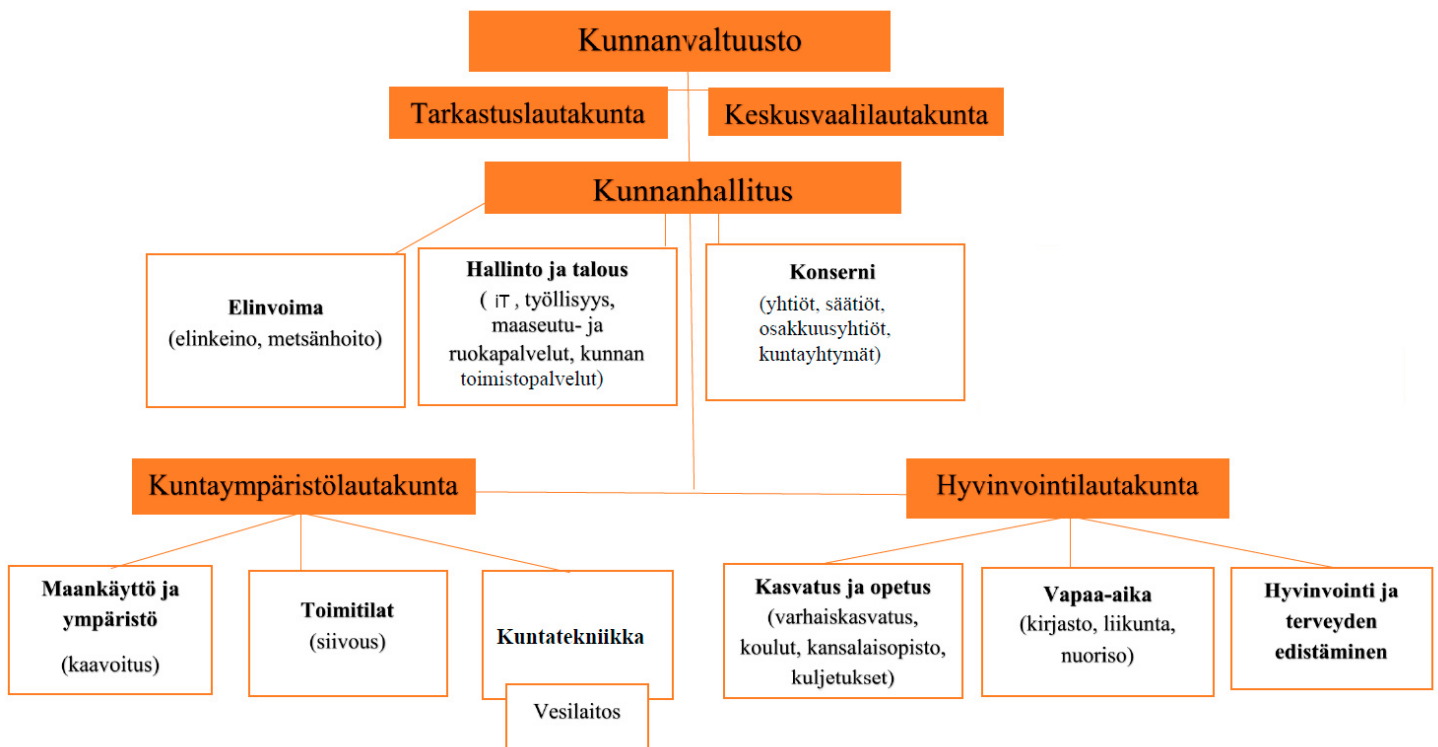 Kunnanvaltuusto
Tarkastuslautakunta
Keskusvaalilautakunta
Kunnanhallitus
Elinvoima
(elinkeino, metsänhoito)
Hallinto ja talous
( iT , työllisyys,
maaseutu- ja
ruokapalvelut, kunnan
toimistopalvelut)
Konserni
(yhtiöt, säätiöt,
osakkuusyhtiöt,
kuntayhtymät)
Kuntaympäristölautakunta
Hyvinvointilautakunta
Maankäyttö ja
ympäristö
(kaavoitus)
Toimitilat
(siivous)
Kuntatekniikka
Vesilaitos
Kasvatus ja opetus
(varhaiskasvatus,
koulut, kansalaisopisto,
kuljetukset)
Vapaa-aika
(kirjasto, liikunta,
nuoriso)
Hyvinvointi ja
terveyden
edistäminen